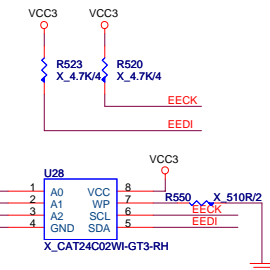 VCC3 VCC3
R523 R520
X_4.7K/4 X_4.7K/4
EECK
EEDI
U28
VCC3
1 A0 VCC 8
2 A1 WP 7 R550 X_510R/2
3 A2 SCL 6 EECK
4 GND SDA 5 EEDI
X_CAT24C02WI-GT3-RH